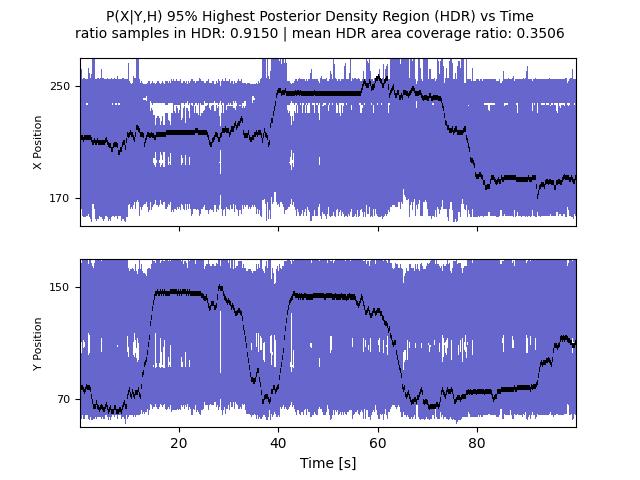 P(X|Y,H) 95% Highest Posterior Density Region (HDR) vs Time
ratio samples in HDR: 0.9150 | mean HDR area coverage ratio: 0.3506
250
X Position
170
150
Y Position
70
20 40 60 80
Time [s]